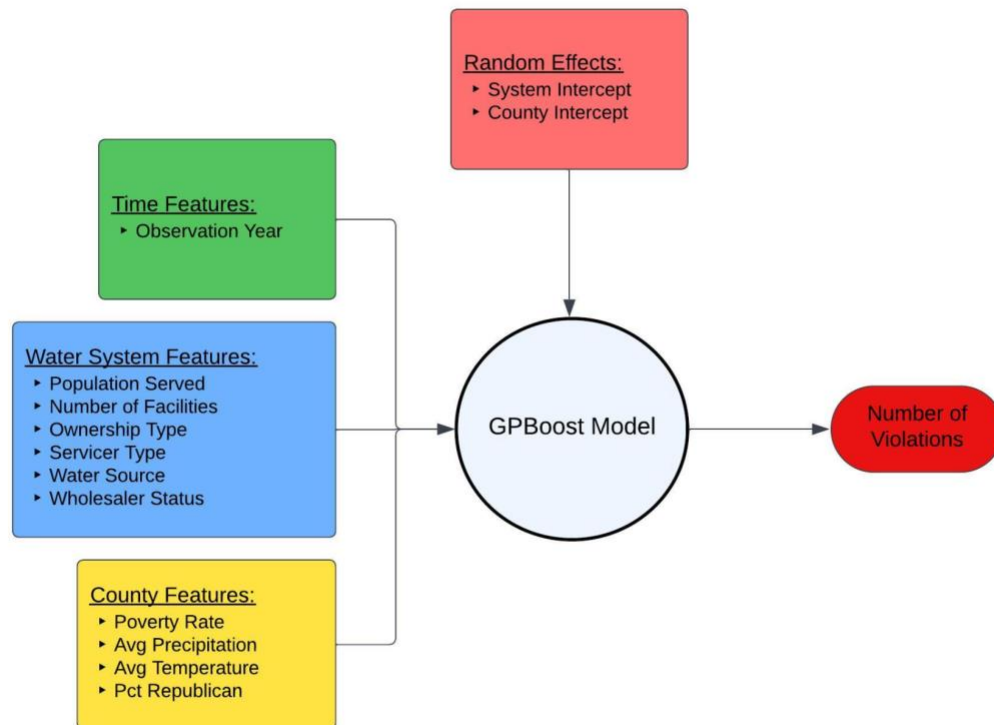 Random Effects:
‣ System Intercept
‣ County Intercept
Time Features:
‣ Observation Year
Water System Features:
‣ Population Served
‣ Number of Facilities
‣ Ownership Type
‣ Servicer Type
‣ Water Source
‣ Wholesaler Status
County Features:
‣ Poverty Rate
‣ Avg Precipitation
‣ Avg Temperature
‣ Pct Republican
GPBoost Model
Number of
Violations